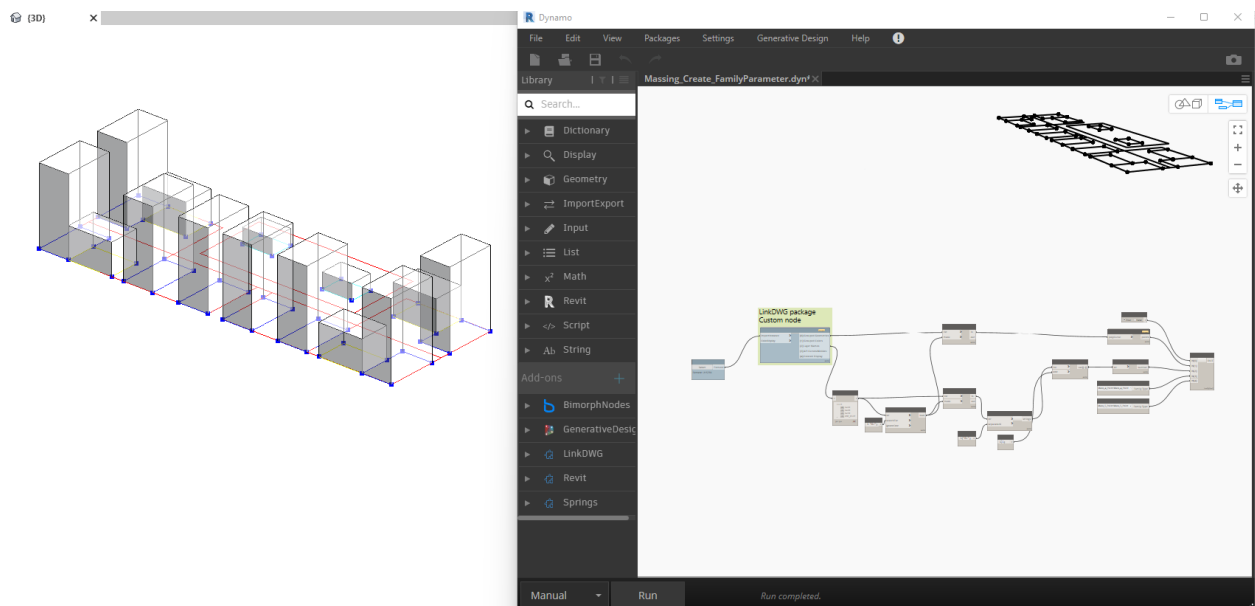 {3D}
Dynamo
File Edit View Packages Settings Generative Design Help
Library
Massing_Create_FamilyParameter.dyn*
Search...
Dictionary
Display
Geometry
ImportExport
Input
List
Math
Revit
Script
String
Add-ons
BimorphNodes
GenerativeDesig
LinkDWG
Revit
Springs
LinkDWG package
Custom node
Manual
Run
Run completed.